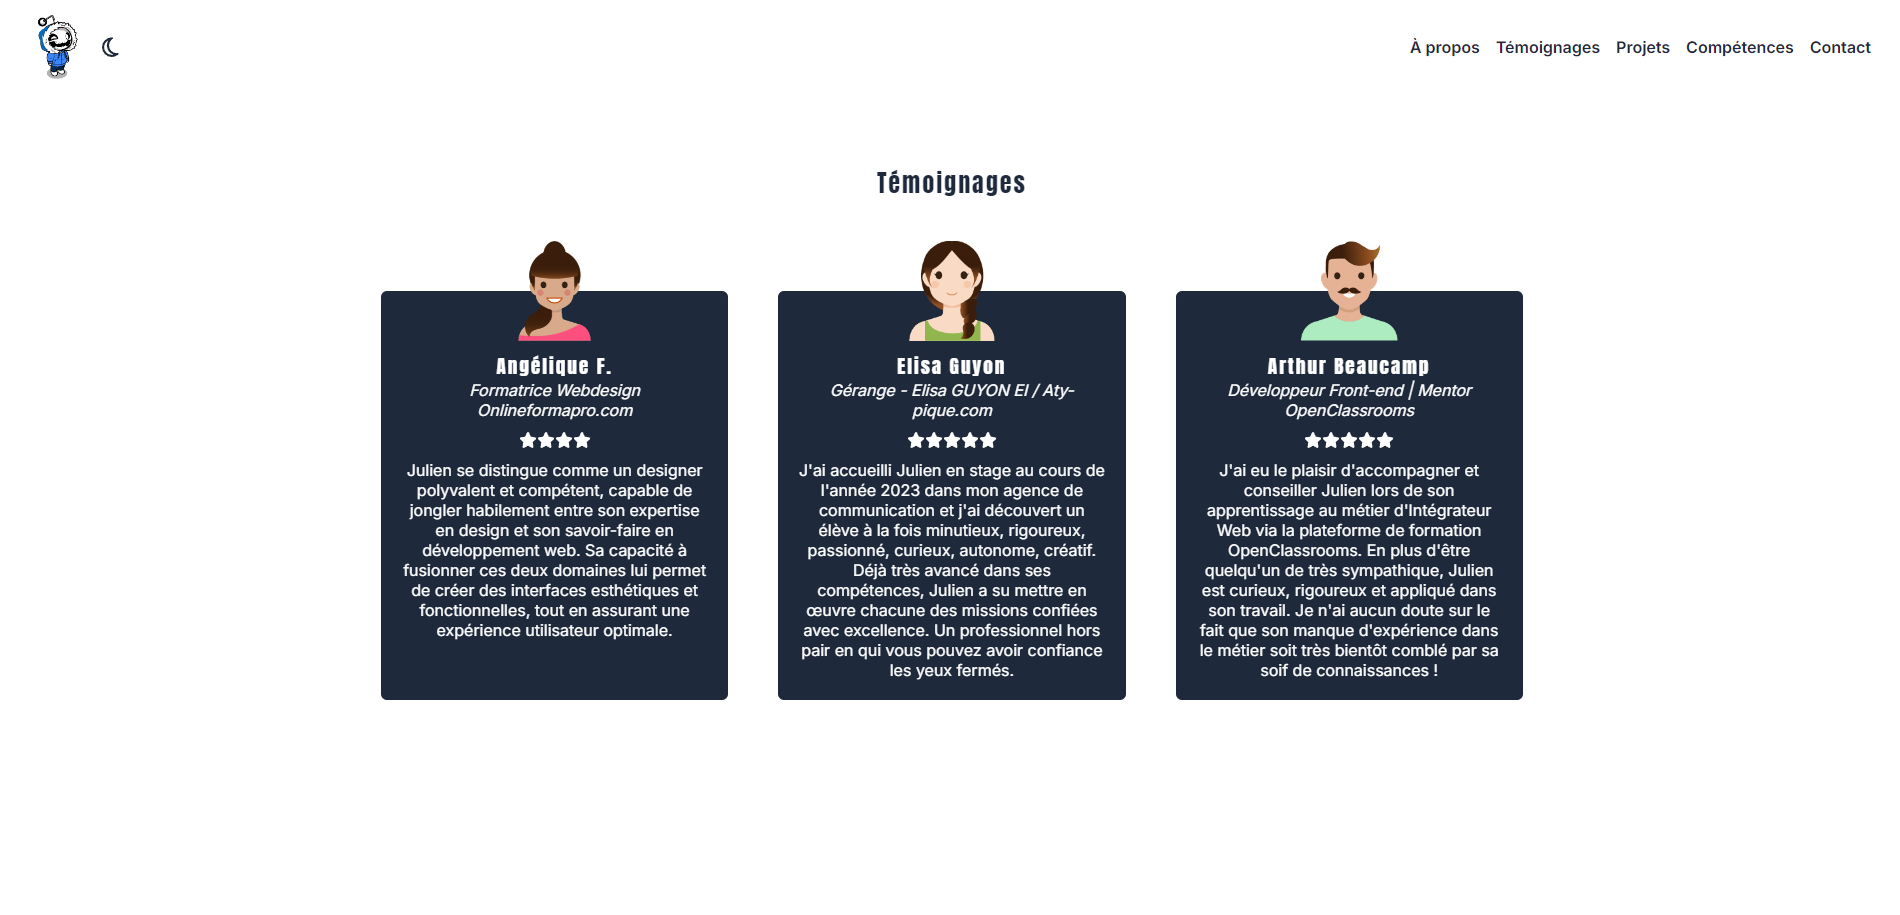 À propos Témoignages Projets Compétences Contact
Témoignages
Angélique F.
Formatrice Webdesign
Onlineformapro.com
Julien se distingue comme un designer
polyvalent et compétent, capable de
jongler habilement entre son expertise
en design et son savoir-faire en
développement web. Sa capacité à
fusionner ces deux domaines lui permet
de créer des interfaces esthétiques et
fonctionnelles, tout en assurant une
expérience utilisateur optimale.
Elisa Guyon
Gérange - Elisa GUYON EI / Aty-
pique.com
J'ai accueilli Julien en stage au cours de
l'année 2023 dans mon agence de
communication et j'ai découvert un
élève à la fois minutieux, rigoureux,
passionné, curieux, autonome, créatif.
Déjà très avancé dans ses
compétences, Julien a su mettre en
œuvre chacune des missions confiées
avec excellence. Un professionnel hors
pair en qui vous pouvez avoir confiance
les yeux fermés.
Arthur Beaucamp
Développeur Front-end | Mentor
OpenClassrooms
J'ai eu le plaisir d'accompagner et
conseiller Julien lors de son
apprentissage au métier d'Intégrateur
Web via la plateforme de formation
OpenClassrooms. En plus d'être
quelqu'un de très sympathique, Julien
est curieux, rigoureux et appliqué dans
son travail. Je n'ai aucun doute sur le
fait que son manque d'expérience dans
le métier soit très bientôt comblé par sa
soif de connaissances !